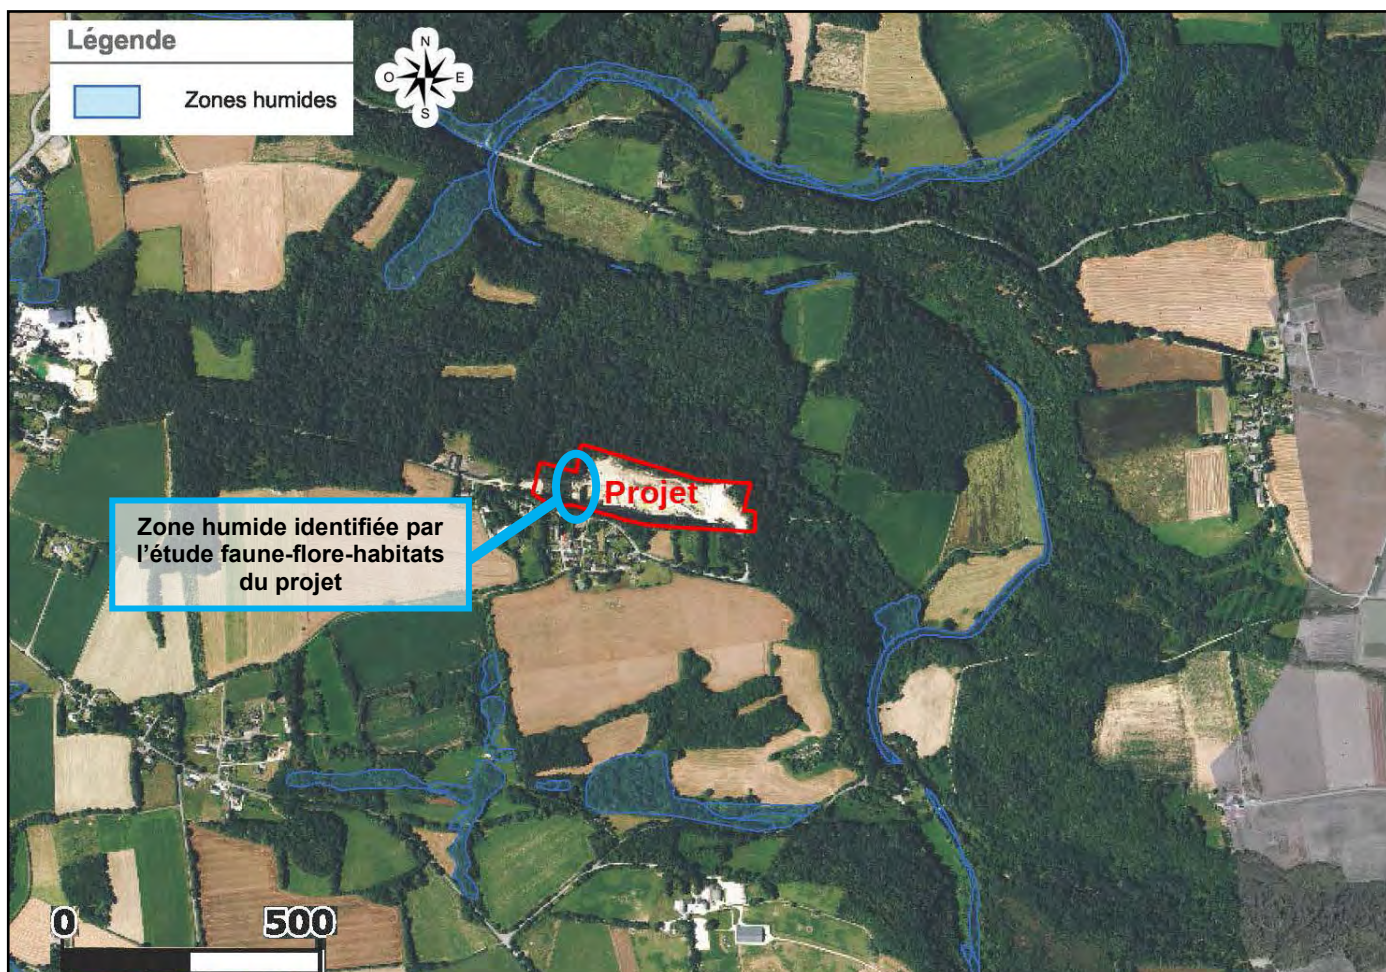 Légende
Zones humides
N
O
E
S
Projet
Zone humide identifiée par
l'étude faune-flore-habitats
du projet
0
500